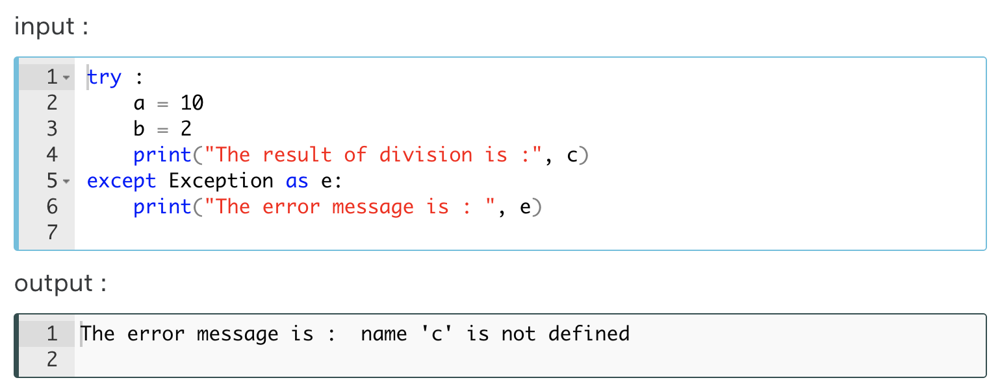 input :
1 try :
2     a = 10
3     b = 2
4     print("The result of division is :", c)
5 except Exception as e:
6     print("The error message is : ", e)
7
output :
1 The error message is :  name 'c' is not defined
2